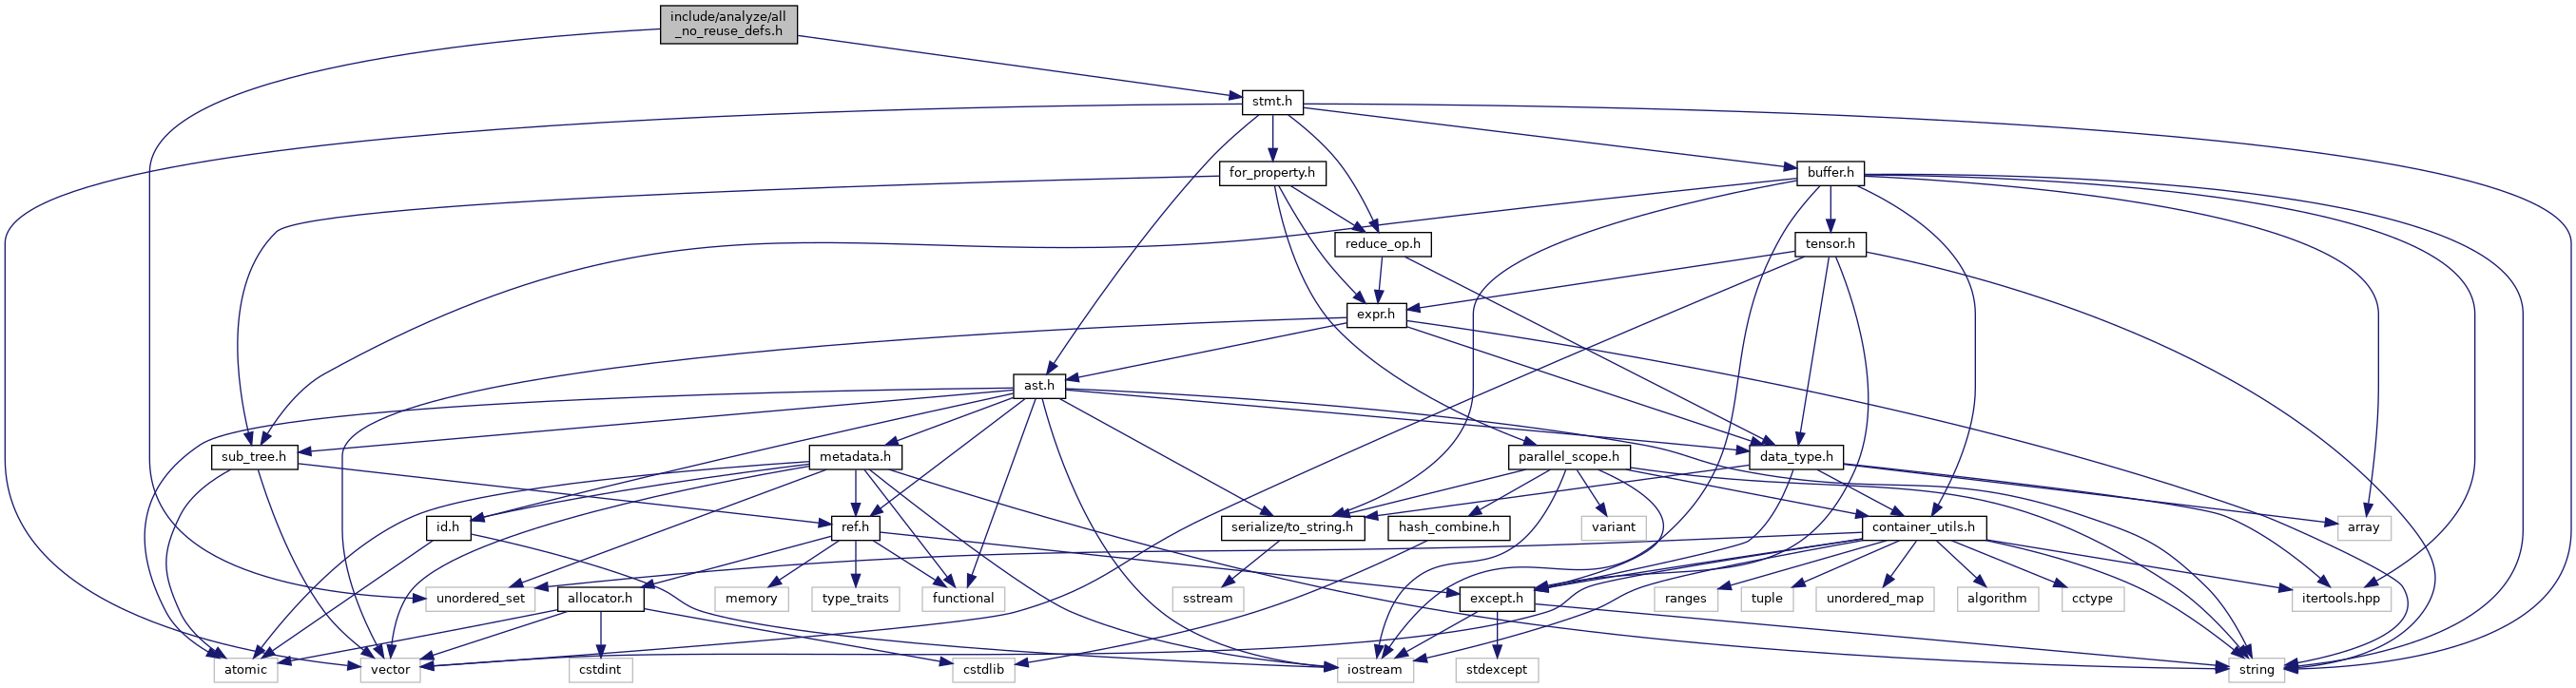 include/analyze/all
_no_reuse_defs.h
stmt.h
for_property.h
buffer.h
reduce_op.h
tensor.h
expr.h
ast.h
sub_tree.h
metadata.h
parallel_scope.h
data_type.h
id.h
ref.h
serialize/to_string.h
hash_combine.h
variant
container_utils.h
array
unordered_set
allocator.h
memory
type_traits
functional
sstream
except.h
ranges
tuple
unordered_map
algorithm
cctype
itertools.hpp
atomic
vector
cstdint
cstdlib
iostream
stdexcept
string